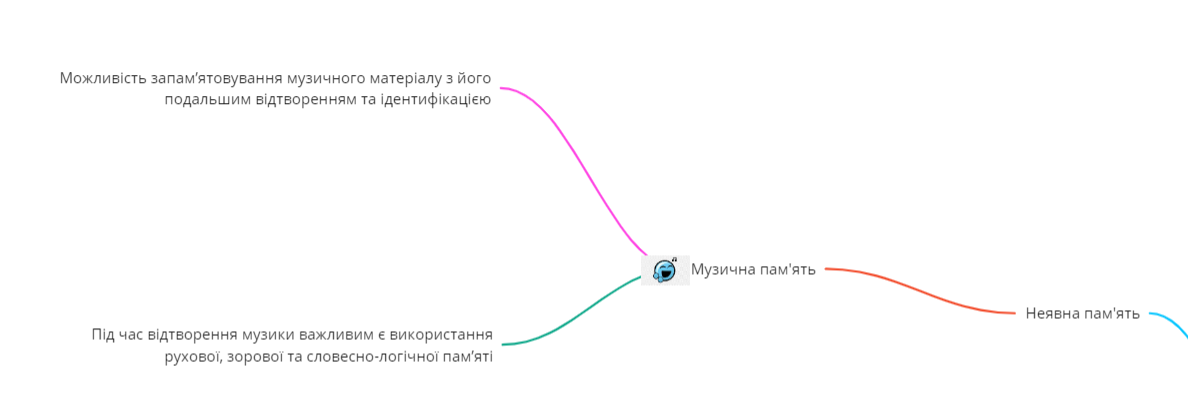 Можливість запам’ятовування музичного матеріалу з його
подальшим відтворенням та ідентифікацією
Музична пам'ять
Неявна пам'ять
Під час відтворення музики важливим є використання
рухової, зорової та словесно-логічної пам’яті